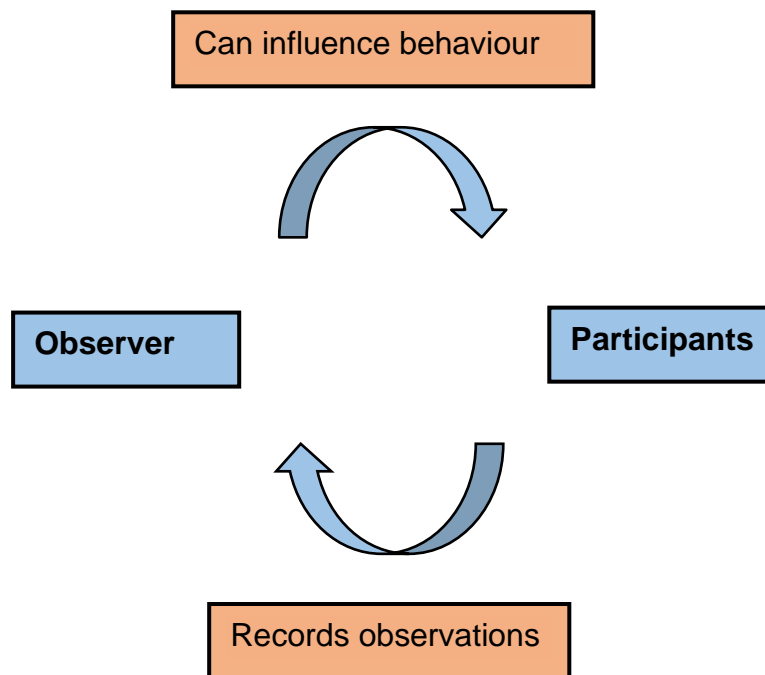 Can influence behaviour
Observer
Participants
Records observations